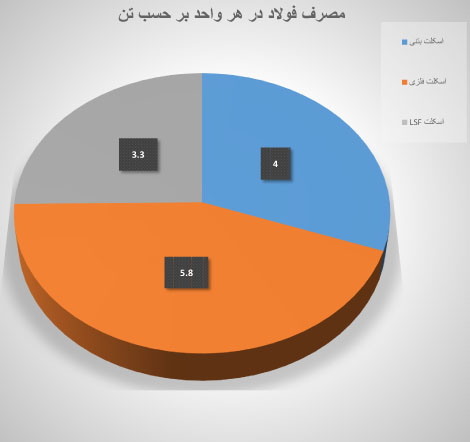 مصرف فولاد در هر واحد بر حسب تن
اسکلت بتنی
اسکلت فلزی
اسکلت LSF
3.3
4
5.8